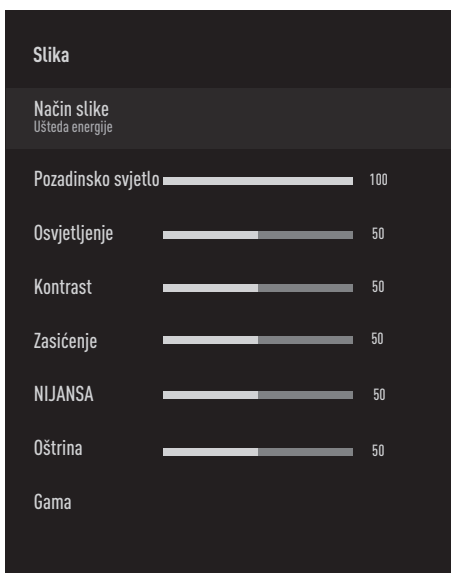 Slika
Način slike
Ušteda energije
Pozadinsko svjetlo 100
Osvjetljenje 50
Kontrast 50
Zasićenje 50
NIJANSA 50
Oštrina 50
Gama